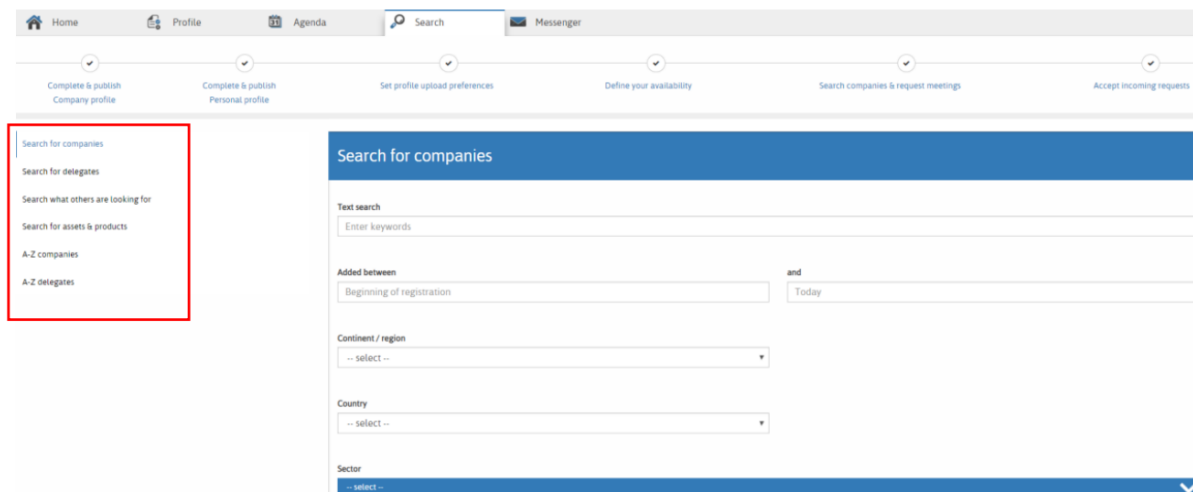 Home
Profile
31 Agenda
Search
Messenger
Complete & publish
Company profile
Complete & publish
Personal profile
Set profile upload preferences
Define your availability
Search companies & request meetings
Accept incoming requests
Search for companies
Search for delegates
Search what others are looking for
Search for assets & products
A-Z companies
A-Z delegates
Search for companies
Text search
Enter keywords
Added between
Beginning of registration
and
Today
Continent / region
-- select --
Country
-- select --
Sector
-- select --